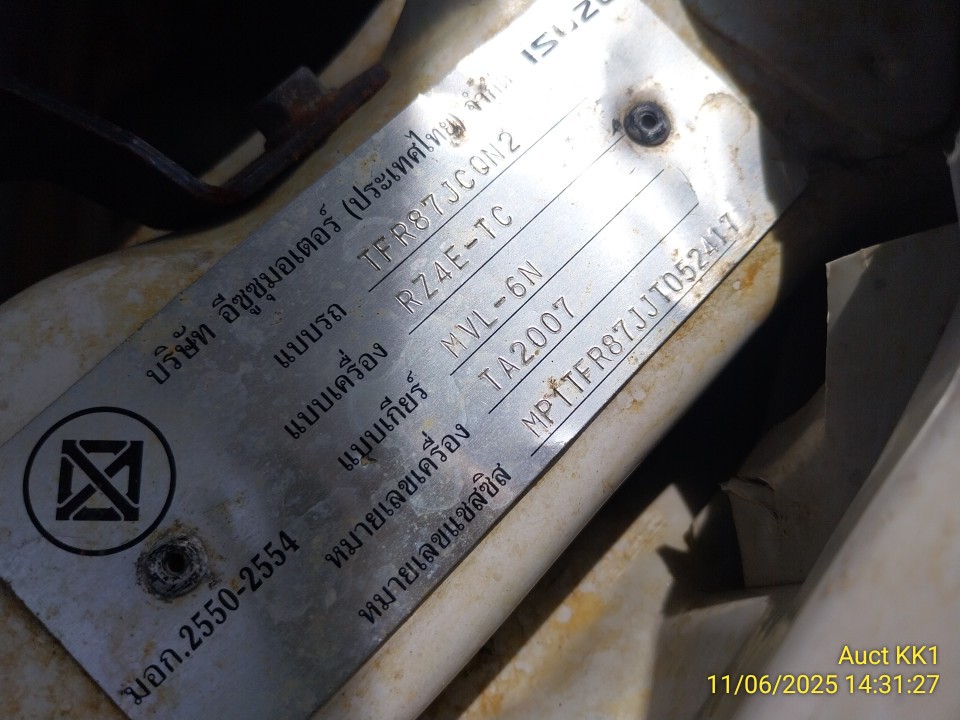 ISUZU
บริษัท อีซูซุมอเตอร์ (ประเทศไทย) จำกัด
แบบรถ TFR87JCQN2
แบบเครื่อง RZ4E-TC
แบบเกียร์ MVL-6N
หมายเลขเครื่อง TA2007
หมายเลขแชสซิส MP1TFR87JJT052417
มอก.2550-2554
Auct KK1
11/06/2025 14:31:27